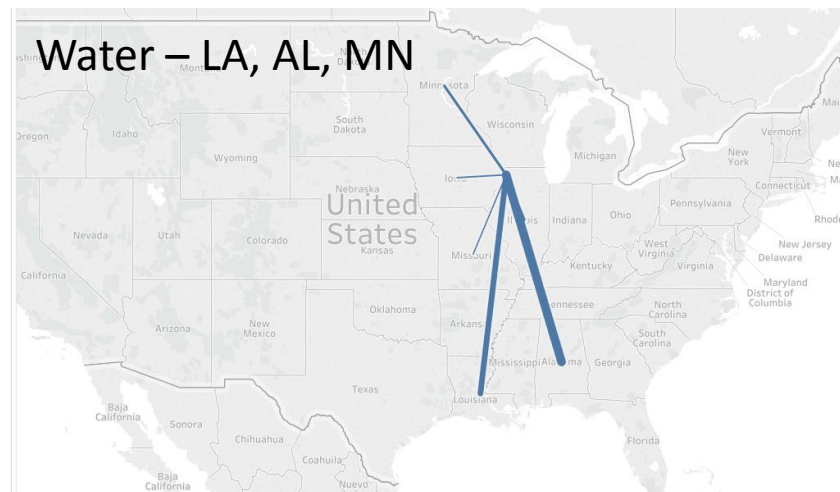 Water – LA, AL, MN
Minnesota
Maine
Oregon
Idaho
South
Dakota
Wisconsin
Vermont
Wyoming
Michigan
New
York
Iowa
Nebraska
Connecticut
Pennsylvania
United
States
Illinois
Indiana
Ohio
Rhode
Nevada
Utah
Colorado
Kansas
Missouri
West
Virginia
New Jersey
Delaware
California
Kentucky
Virginia
Maryland
District of
Columbia
Oklahoma
Tennessee
North
Carolina
Arizona
New
Mexico
Arkans
South
Carolina
Mississippi
Alabama
Georgia
Texas
Louisiana
Baja
California
Sonora
Chihuahua
Florida
Coahuila
Baja
California
Nuevo